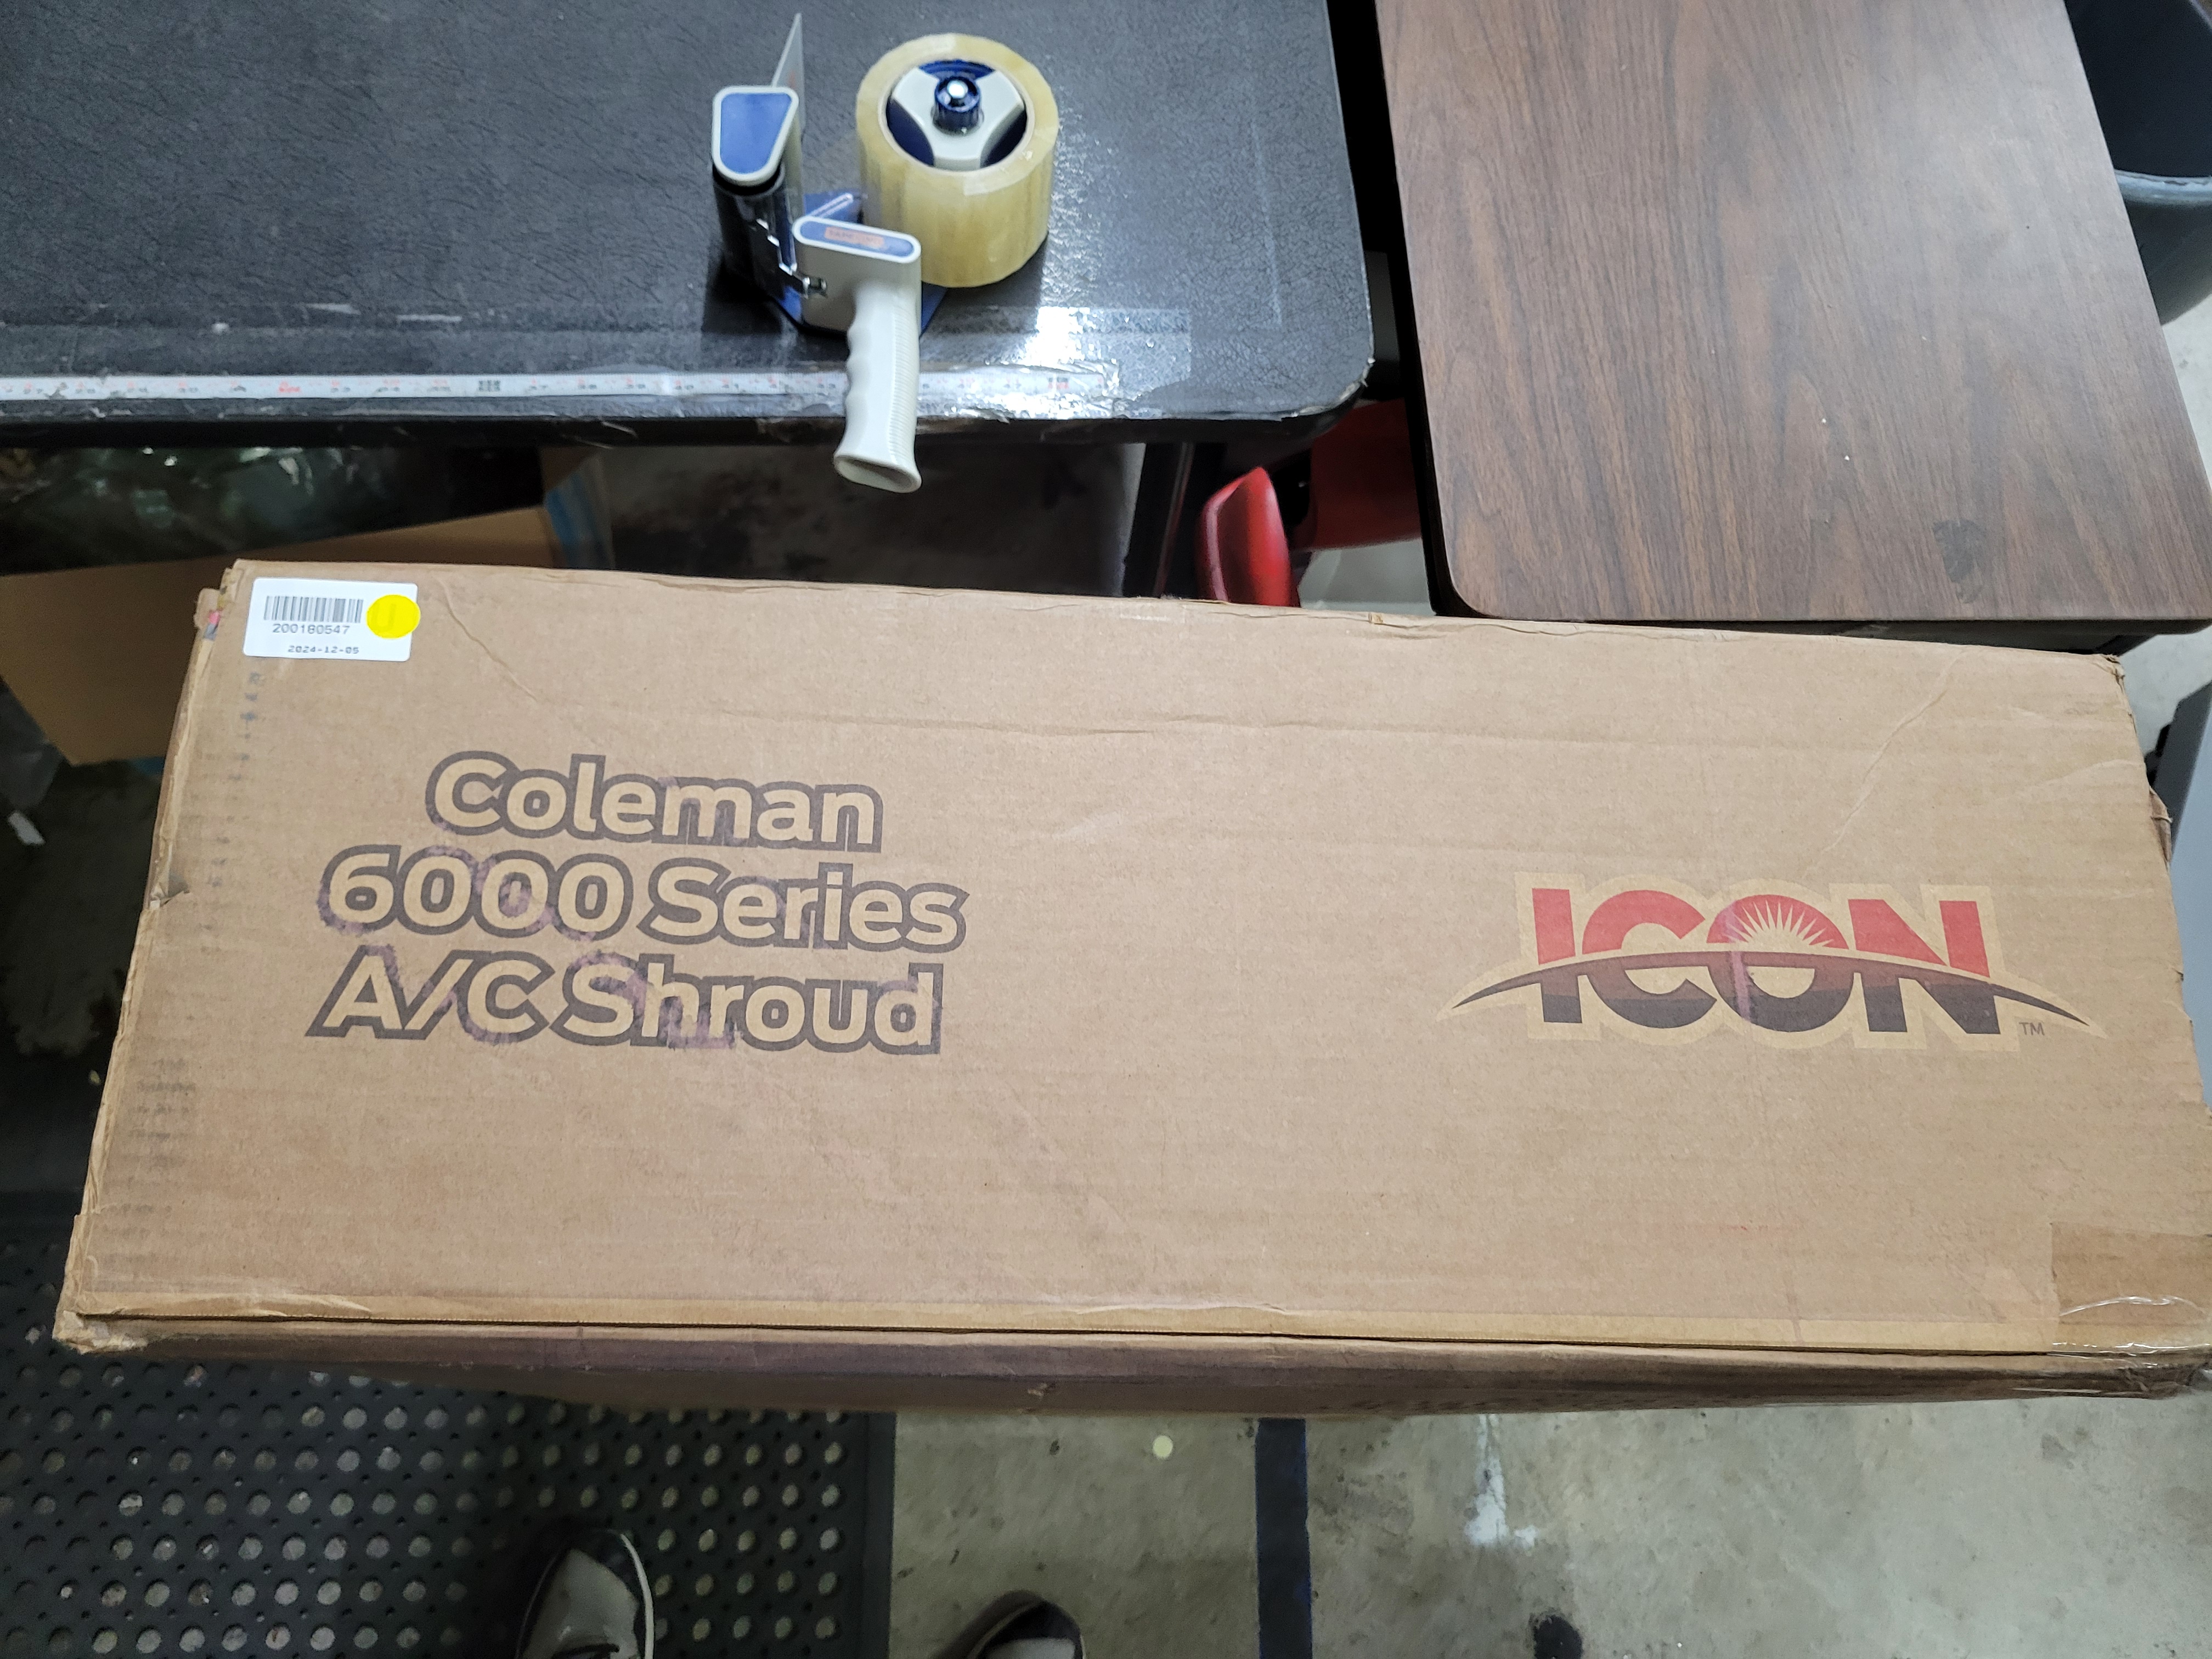 200180547
2024-12-05
Coleman
6000 Series
A/C Shroud
ICON
TM